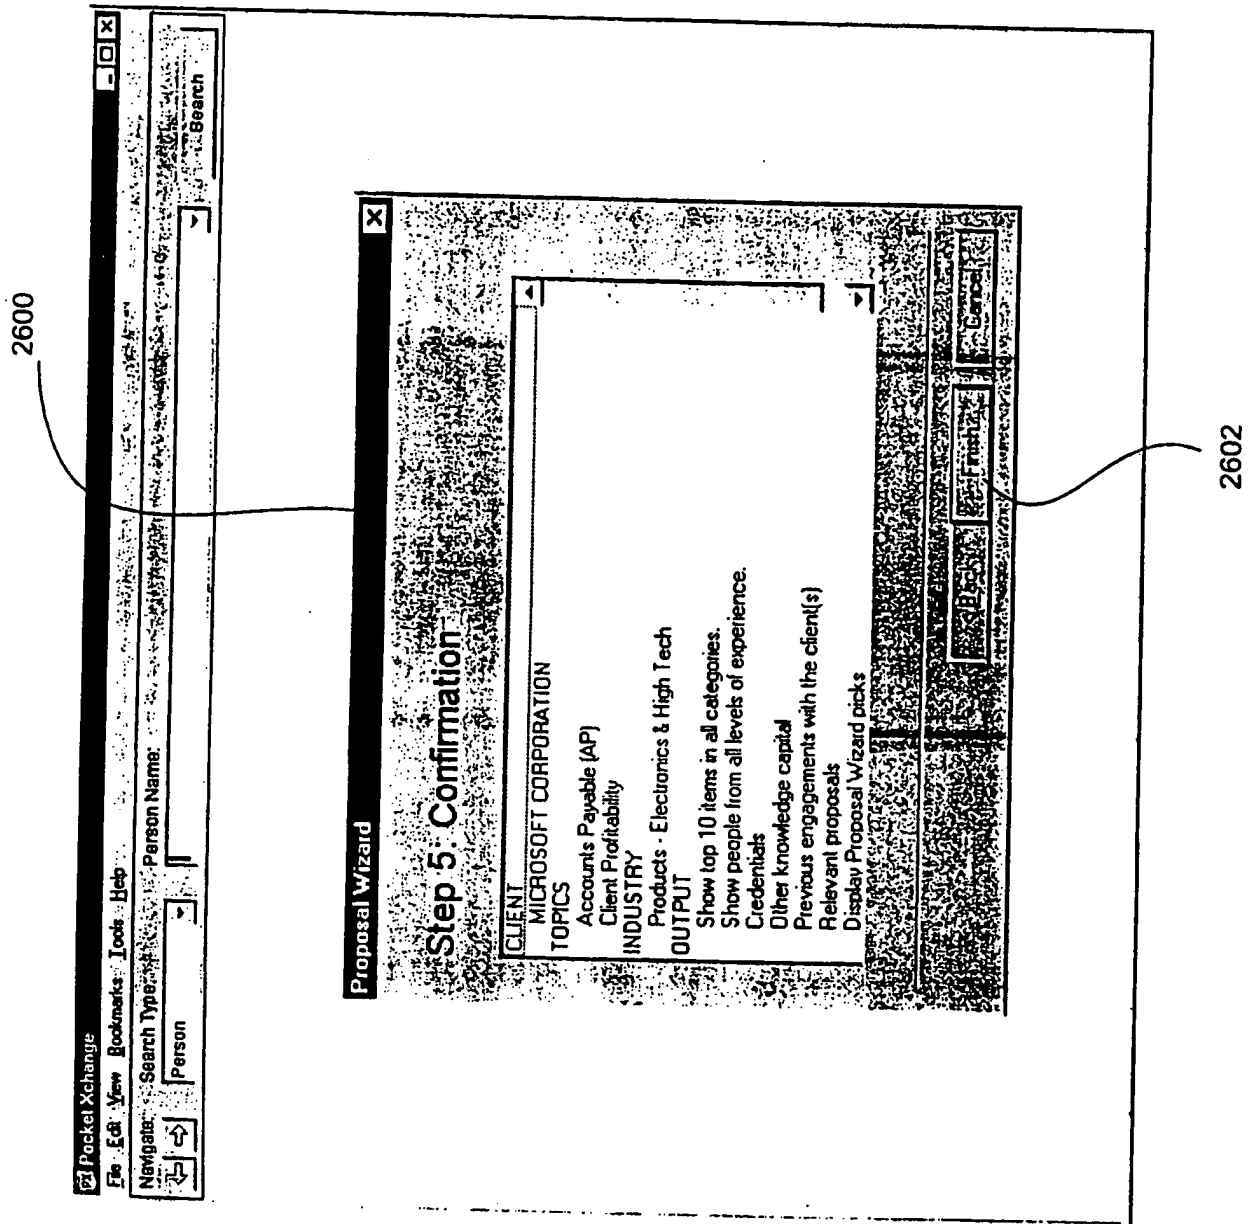 2600
Pocket Xchange
File Edit View Bookmarks Tools Help
Navigate: Search Type: Person Name:
Person
Search
Proposal Wizard
Step 5: Confirmation
CLIENT
MICROSOFT CORPORATION
TOPICS
Accounts Payable (AP)
Client Profitability
INDUSTRY
Products - Electronics & High Tech
OUTPUT
Show top 10 items in all categories.
Show people from all levels of experience.
Credentials
Other knowledge capital
Previous engagements with the client(s)
Relevant proposals
Display Proposal Wizard picks
Back Finish Cancel
2602